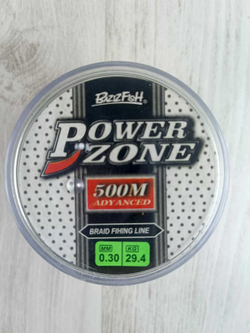 BUZZFISH
POWER
ZONE
500M
ADVANCED
BRAID FIHING LINE
MM KG
0.30 29.4